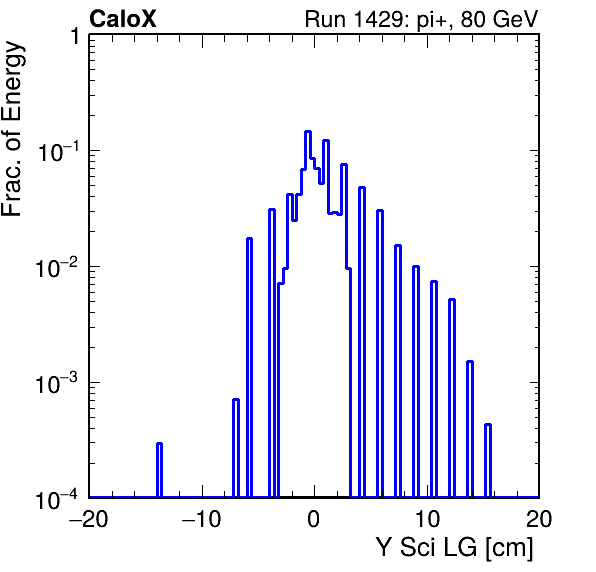 CaloX Run 1429: pi+, 80 GeV
Frac. of Energy
1
10⁻¹
10⁻²
10⁻³
10⁻⁴
−20 −10 0 10 20
Y Sci LG [cm]